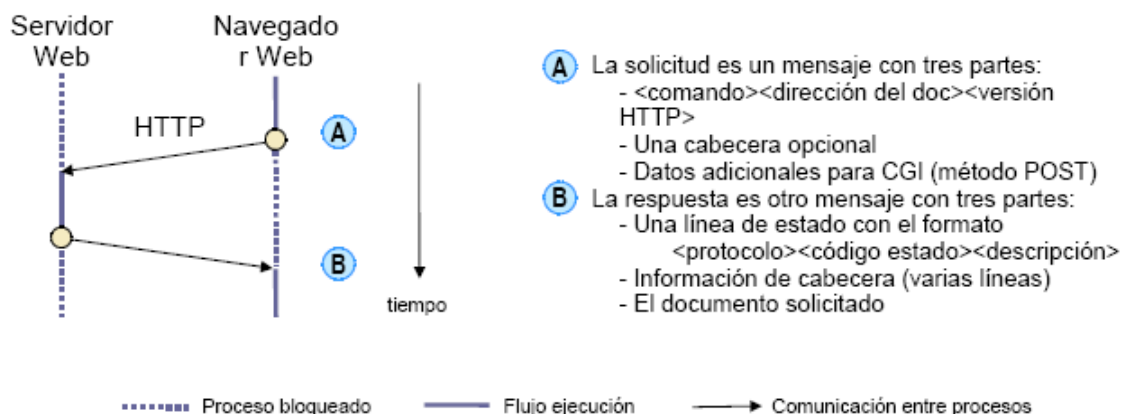 Servidor
Web
Navegado
r Web
HTTP
A
B
tiempo
A La solicitud es un mensaje con tres partes:
- <comando><dirección del doc><versión
HTTP>
- Una cabecera opcional
- Datos adicionales para CGI (método POST)
B La respuesta es otro mensaje con tres partes:
- Una línea de estado con el formato
<protocolo><código estado><descripción>
- Información de cabecera (varias líneas)
- El documento solicitado
Proceso bloqueado
Flujo ejecución
Comunicación entre procesos